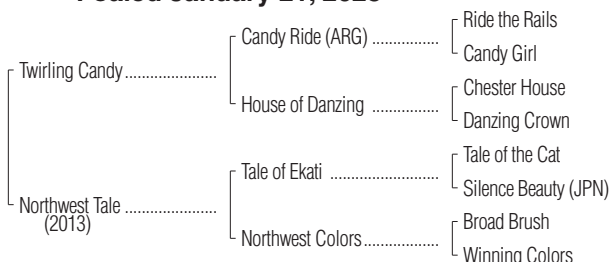 Foaled January
Ride the Rails
Candy Ride (ARG) ................
Candy Girl
Twirling Candy ......................
Chester House
House of Danzing ................
Danzing Crown
Tale of the Cat
Tale of Ekati ..........................
Silence Beauty (JPN)
Northwest Tale ......................
(2013)
Broad Brush
Northwest Colors ..................
Winning Colors